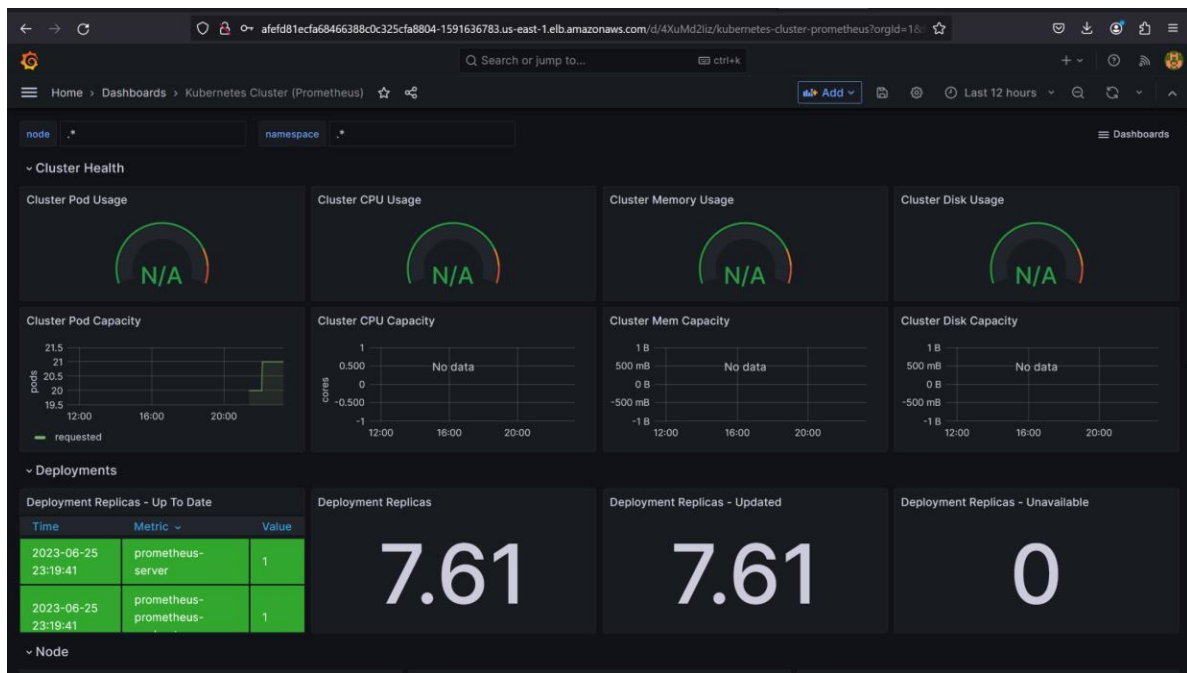 afefd81ecfa68466388c0c325cfa8804-1591636783.us-east-1.elb.amazonaws.com/d/4XuMd2liz/kubernetes-cluster-prometheus?orgId=1&
Search or jump to... ctrl+k
Home › Dashboards › Kubernetes Cluster (Prometheus) Add Last 12 hours
node .* namespace .* Dashboards
Cluster Health
Cluster Pod Usage Cluster CPU Usage Cluster Memory Usage Cluster Disk Usage
N/A N/A N/A N/A
Cluster Pod Capacity Cluster CPU Capacity Cluster Mem Capacity Cluster Disk Capacity
pods
21.5
21
20.5
20
19.5
12:00 16:00 20:00
requested
cores
1
0.500
0
-0.500
-1
No data
12:00 16:00 20:00
1 B
500 mB
0 B
-500 mB
-1 B
No data
12:00 16:00 20:00
1 B
500 mB
0 B
-500 mB
-1 B
No data
12:00 16:00 20:00
Deployments
Deployment Replicas - Up To Date
Time Metric Value
2023-06-25 23:19:41 prometheus-server 1
2023-06-25 23:19:41 prometheus-prometheus- 1
Deployment Replicas
7.61
Deployment Replicas - Updated
7.61
Deployment Replicas - Unavailable
0
Node